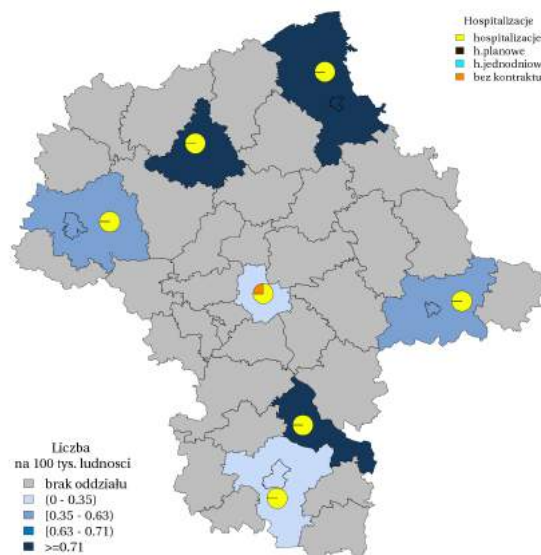 Hospitalizacje
hospitalizacje
h.planowe
h.jednodniow
bez kontraktu
Liczba
na 100 tys. ludnosci
brak oddziału
(0 - 0.35)
[0.35 - 0.63)
[0.63 - 0.71)
>=0.71